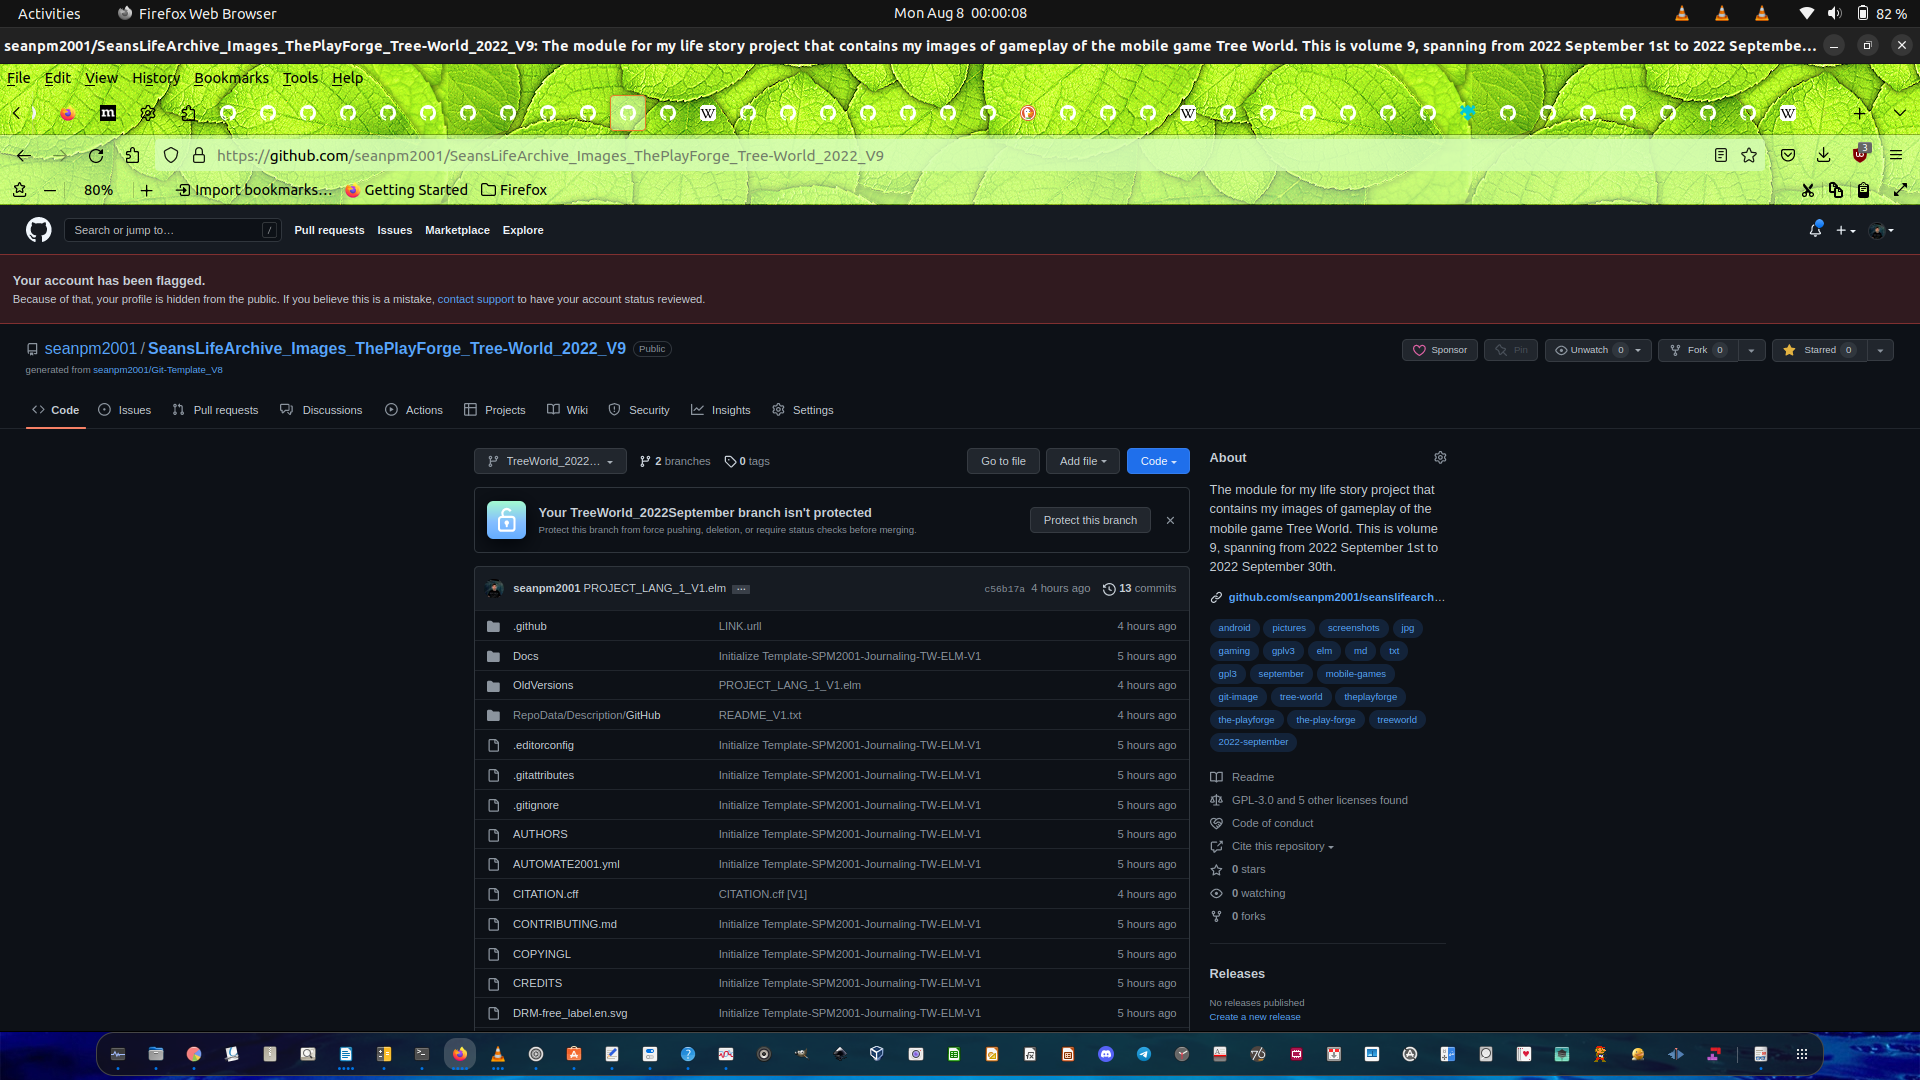 Activities
Firefox Web Browser
Mon Aug 8 00:00:08
82 %
seanpm2001/SeansLifeArchive_Images_ThePlayForge_Tree-World_2022_V9: The module for my life story project that contains my images of gameplay of the mobile game Tree World. This is volume 9, spanning from 2022 September 1st to 2022 Septembe…
File Edit View History Bookmarks Tools Help
https://github.com/seanpm2001/SeansLifeArchive_Images_ThePlayForge_Tree-World_2022_V9
3
80%
Import bookmarks…
Getting Started
Firefox
Search or jump to…
/
Pull requests Issues Marketplace Explore
Your account has been flagged.
Because of that, your profile is hidden from the public. If you believe this is a mistake, contact support to have your account status reviewed.
seanpm2001 / SeansLifeArchive_Images_ThePlayForge_Tree-World_2022_V9 Public
Sponsor
Pin
Unwatch 0
Fork 0
Starred 0
generated from seanpm2001/Git-Template_V8
Code Issues Pull requests Discussions Actions Projects Wiki Security Insights Settings
TreeWorld_2022…
2 branches
0 tags
Go to file
Add file
Code
Your TreeWorld_2022September branch isn't protected
Protect this branch from force pushing, deletion, or require status checks before merging.
Protect this branch
seanpm2001 PROJECT_LANG_1_V1.elm …
c56b17a 4 hours ago
13 commits
.github LINK.urll 4 hours ago
Docs Initialize Template-SPM2001-Journaling-TW-ELM-V1 5 hours ago
OldVersions PROJECT_LANG_1_V1.elm 4 hours ago
RepoData/Description/GitHub README_V1.txt 4 hours ago
.editorconfig Initialize Template-SPM2001-Journaling-TW-ELM-V1 5 hours ago
.gitattributes Initialize Template-SPM2001-Journaling-TW-ELM-V1 5 hours ago
.gitignore Initialize Template-SPM2001-Journaling-TW-ELM-V1 5 hours ago
AUTHORS Initialize Template-SPM2001-Journaling-TW-ELM-V1 5 hours ago
AUTOMATE2001.yml Initialize Template-SPM2001-Journaling-TW-ELM-V1 5 hours ago
CITATION.cff CITATION.cff [V1] 4 hours ago
CONTRIBUTING.md Initialize Template-SPM2001-Journaling-TW-ELM-V1 5 hours ago
COPYINGL Initialize Template-SPM2001-Journaling-TW-ELM-V1 5 hours ago
CREDITS Initialize Template-SPM2001-Journaling-TW-ELM-V1 5 hours ago
DRM-free_label.en.svg Initialize Template-SPM2001-Journaling-TW-ELM-V1 5 hours ago
About
The module for my life story project that
contains my images of gameplay of the
mobile game Tree World. This is volume
9, spanning from 2022 September 1st to
2022 September 30th.
github.com/seanpm2001/seanslifearch…
android pictures screenshots jpg
gaming gplv3 elm md txt
gpl3 september mobile-games
git-image tree-world theplayforge
the-playforge the-play-forge treeworld
2022-september
Readme
GPL-3.0 and 5 other licenses found
Code of conduct
Cite this repository
0 stars
0 watching
0 forks
Releases
No releases published
Create a new release